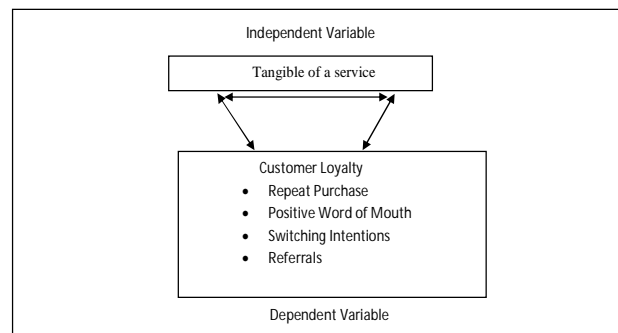 Independent Variable
Tangible of a service
Customer Loyalty
• Repeat Purchase
• Positive Word of Mouth
• Switching Intentions
• Referrals
Dependent Variable